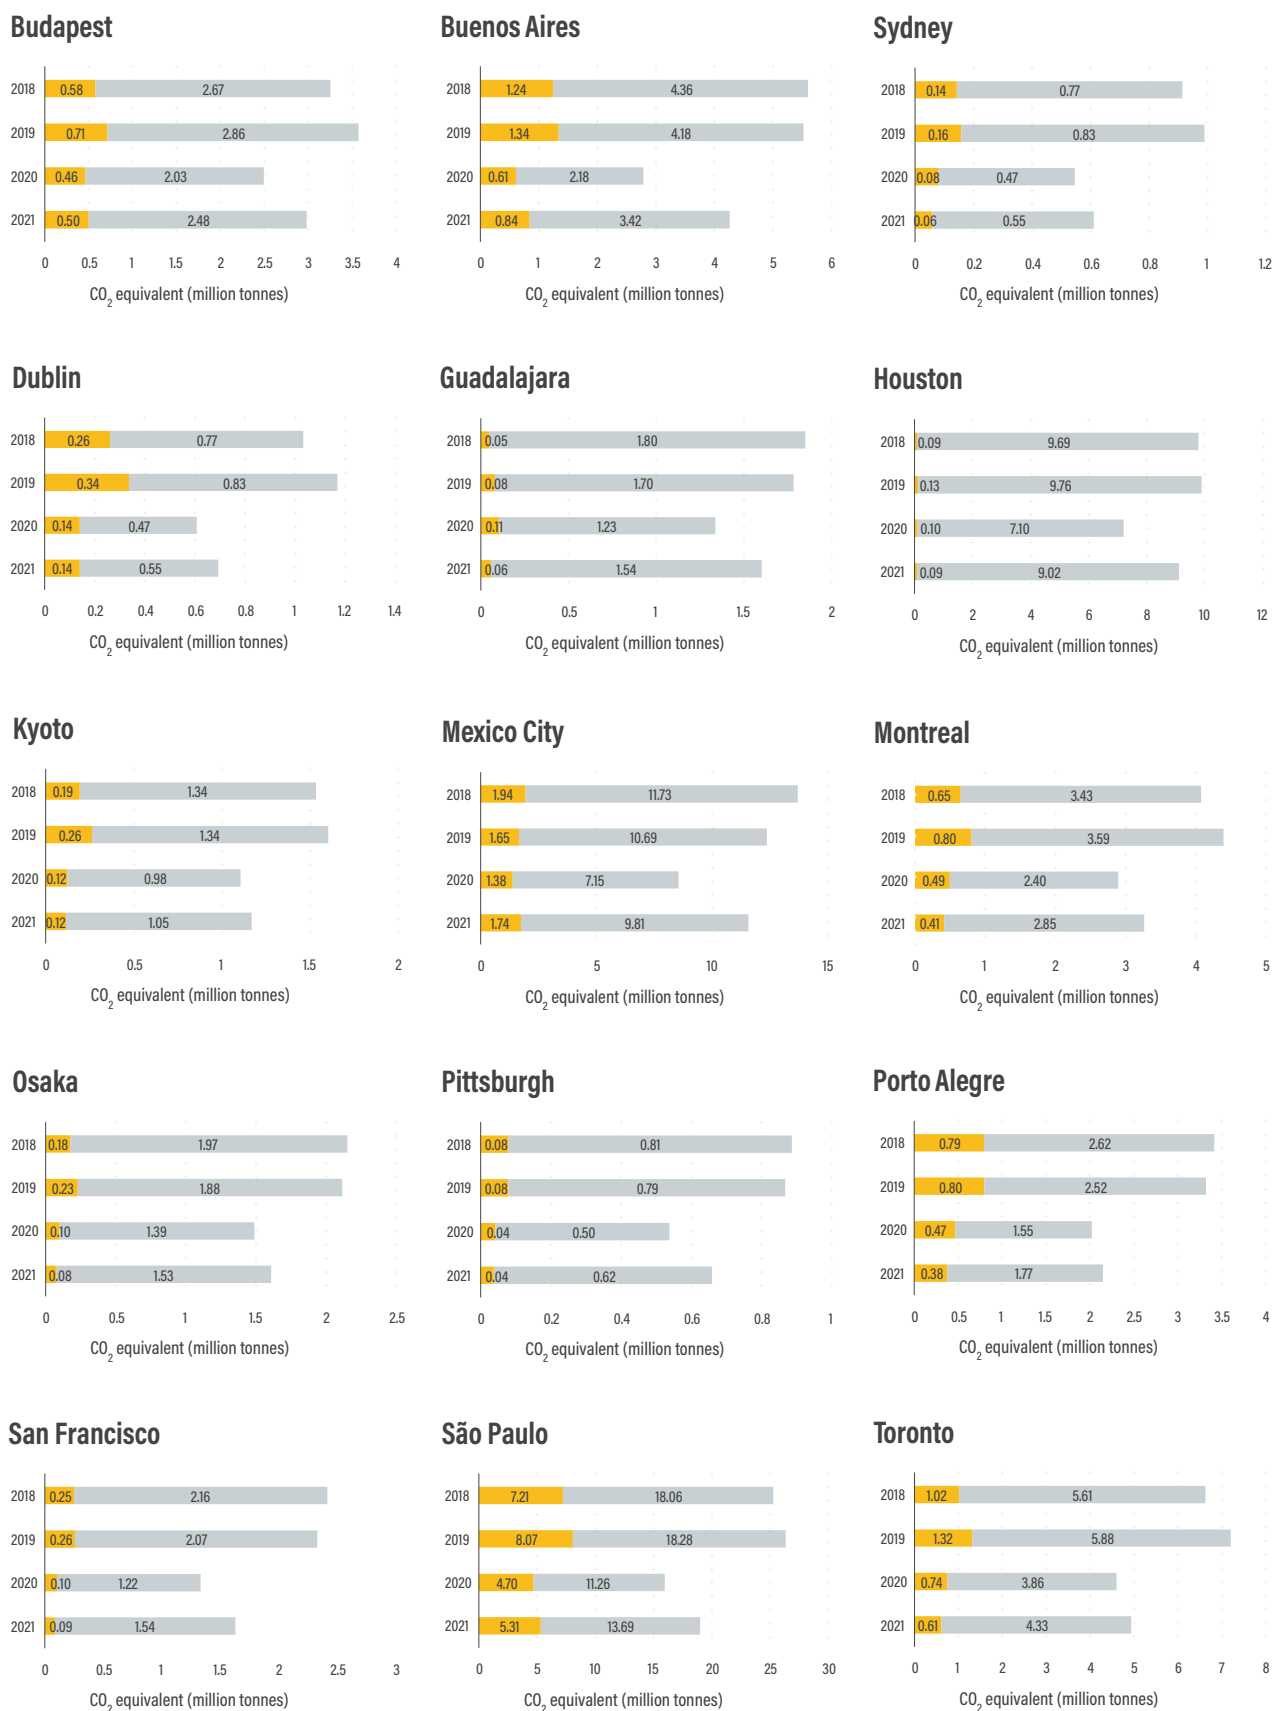 Budapest
2018 0.58 2.67
2019 0.71 2.86
2020 0.46 2.03
2021 0.50 2.48
0 0.5 1 1.5 2 2.5 3 3.5 4
CO2 equivalent (million tonnes)
Buenos Aires
2018 1.24 4.36
2019 1.34 4.18
2020 0.61 2.18
2021 0.84 3.42
0 1 2 3 4 5 6
CO2 equivalent (million tonnes)
Sydney
2018 0.14 0.77
2019 0.16 0.83
2020 0.08 0.47
2021 0.06 0.55
0 0.2 0.4 0.6 0.8 1 1.2
CO2 equivalent (million tonnes)
Dublin
2018 0.26 0.77
2019 0.34 0.83
2020 0.14 0.47
2021 0.14 0.55
0 0.2 0.4 0.6 0.8 1 1.2 1.4
CO2 equivalent (million tonnes)
Guadalajara
2018 0.05 1.80
2019 0.08 1.70
2020 0.11 1.23
2021 0.06 1.54
0 0.5 1 1.5 2
CO2 equivalent (million tonnes)
Houston
2018 0.09 9.69
2019 0.13 9.76
2020 0.10 7.10
2021 0.09 9.02
0 2 4 6 8 10 12
CO2 equivalent (million tonnes)
Kyoto
2018 0.19 1.34
2019 0.26 1.34
2020 0.12 0.98
2021 0.12 1.05
0 0.5 1 1.5 2
CO2 equivalent (million tonnes)
Mexico City
2018 1.94 11.73
2019 1.65 10.69
2020 1.38 7.15
2021 1.74 9.81
0 5 10 15
CO2 equivalent (million tonnes)
Montreal
2018 0.65 3.43
2019 0.80 3.59
2020 0.49 2.40
2021 0.41 2.85
0 1 2 3 4 5
CO2 equivalent (million tonnes)
Osaka
2018 0.18 1.97
2019 0.23 1.88
2020 0.10 1.39
2021 0.08 1.53
0 0.5 1 1.5 2 2.5
CO2 equivalent (million tonnes)
Pittsburgh
2018 0.08 0.81
2019 0.08 0.79
2020 0.04 0.50
2021 0.04 0.62
0 0.2 0.4 0.6 0.8 1
CO2 equivalent (million tonnes)
Porto Alegre
2018 0.79 2.62
2019 0.80 2.52
2020 0.47 1.55
2021 0.38 1.77
0 0.5 1 1.5 2 2.5 3 3.5 4
CO2 equivalent (million tonnes)
San Francisco
2018 0.25 2.16
2019 0.26 2.07
2020 0.10 1.22
2021 0.09 1.54
0 0.5 1 1.5 2 2.5 3
CO2 equivalent (million tonnes)
São Paulo
2018 7.21 18.06
2019 8.07 18.28
2020 4.70 11.26
2021 5.31 13.69
0 5 10 15 20 25 30
CO2 equivalent (million tonnes)
Toronto
2018 1.02 5.61
2019 1.32 5.88
2020 0.74 3.86
2021 0.61 4.33
0 1 2 3 4 5 6 7 8
CO2 equivalent (million tonnes)